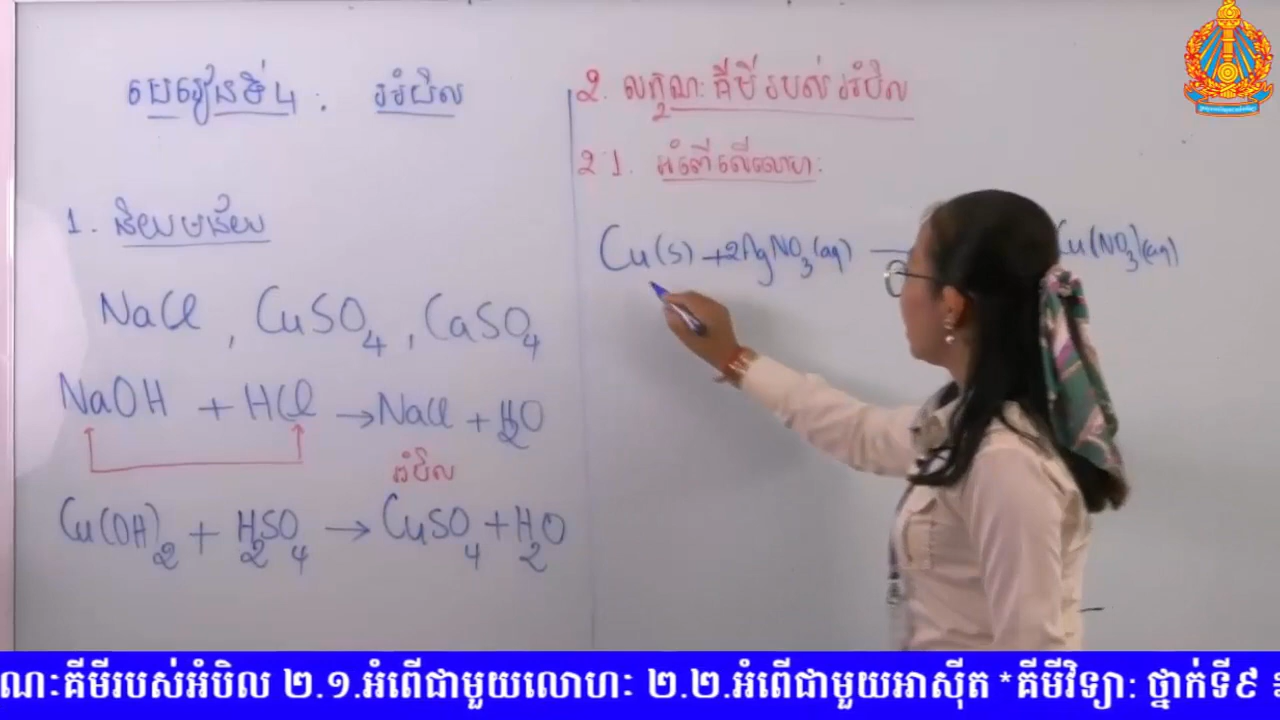 មេរៀនទី4. អំបិល
1. និយមន័យ
NaCl, CuSO₄, CaSO₄
NaOH + HCl → NaCl + H₂O
អំបិល
Cu(OH)₂ + H₂SO₄ → CuSO₄ + H₂O
2. លក្ខណៈគីមីរបស់អំបិល
2.1. អំពើលើលោហៈ
Cu(s) + 2AgNO₃(aq) — Cu(NO₃)(aq)
ណៈគីមីរបស់អំបិល ២.១.អំពើជាមួយលោហៈ ២.២.អំពើជាមួយអាស៊ីត *គីមីវិទ្យា: ថ្នាក់ទី៩